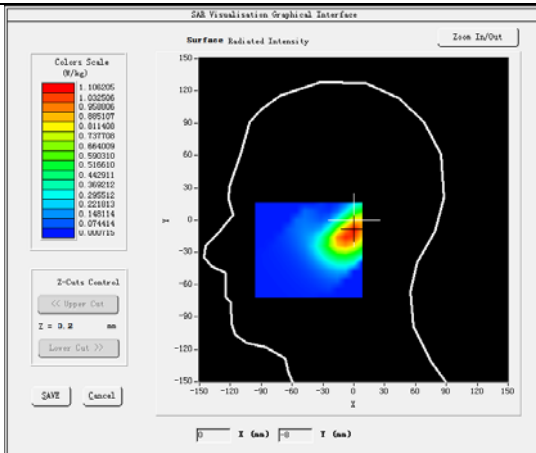 SAR Visualisation Graphical Interface
Surface Radiated Intensity
Zoom In/Out
Colors Scale
(W/kg)
1.106205
1.032506
0.958806
0.885107
0.811408
0.737708
0.664009
0.590310
0.516610
0.442911
0.369212
0.295512
0.221813
0.148114
0.074414
0.000715
Z-Cuts Control
<< Upper Cut
Z = 3.2 mm
Lower Cut >>
SAVE
Cancel
150
120
90
60
30
0
-30
-60
-90
-120
-150
Y
-150 -120 -90 -60 -30 0 30 60 90 120 150
X
0 X (mm) -8 Y (mm)